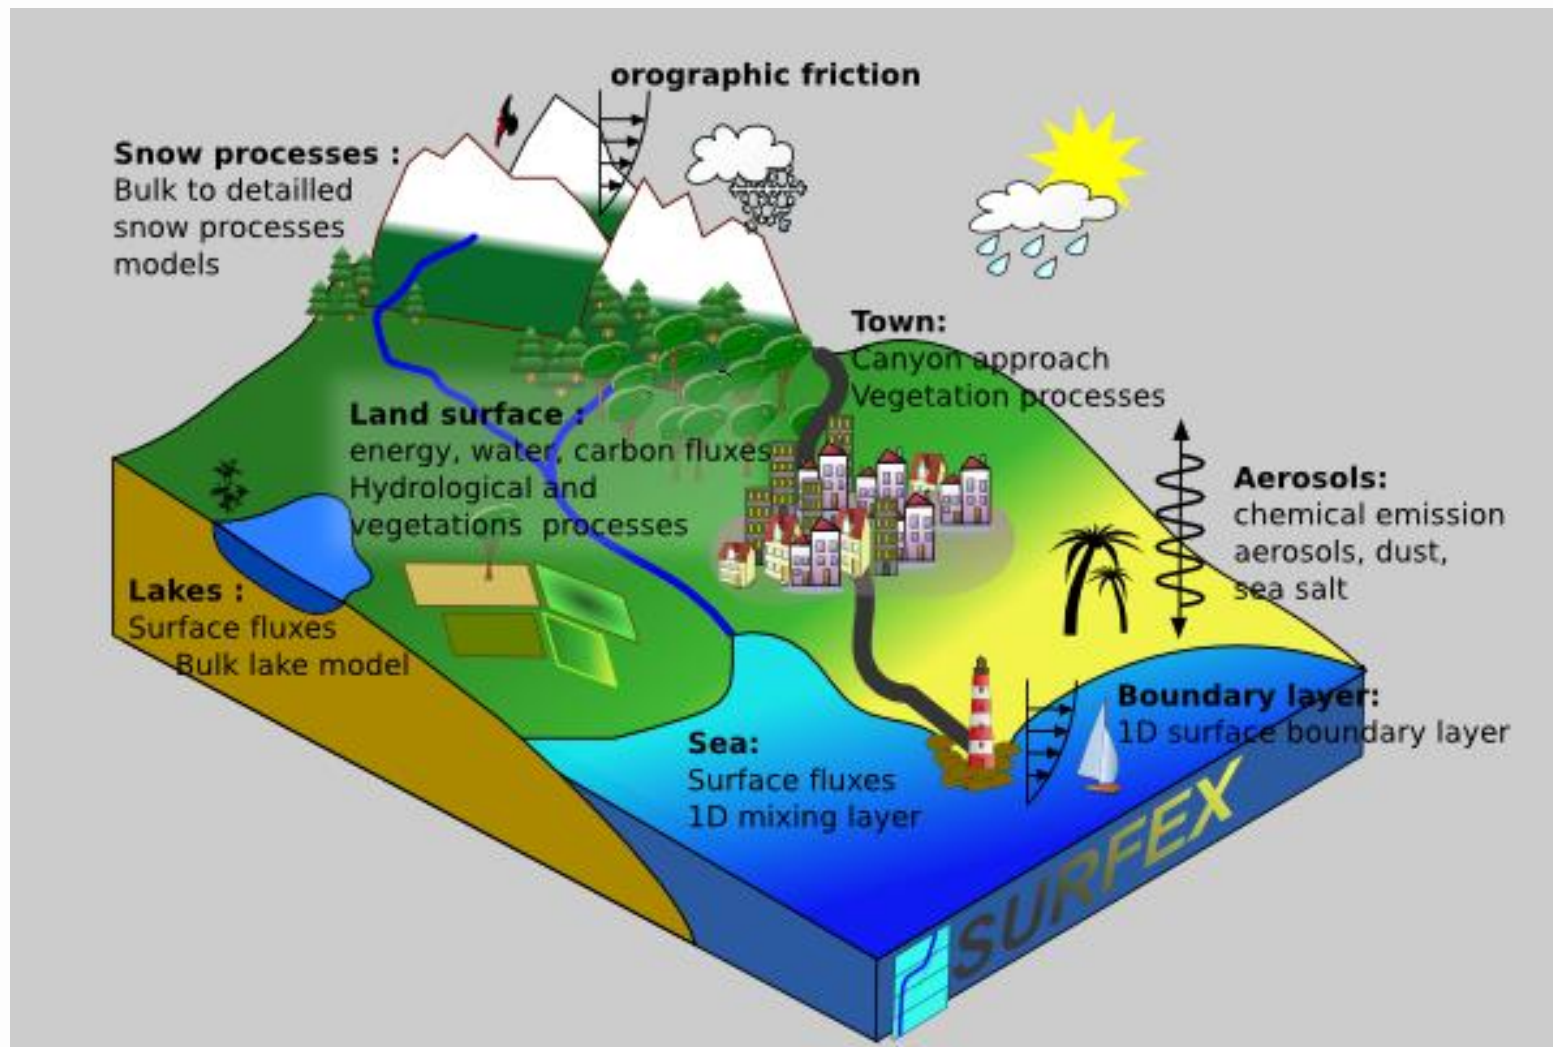 orographic friction
Snow processes :
Bulk to detailled
snow processes
models
Town:
Canyon approach
Vegetation processes
Land surface :
energy, water, carbon fluxes
Hydrological and
vegetations processes
Aerosols:
chemical emission
aerosols, dust,
sea salt
Lakes :
Surface fluxes
Bulk lake model
Boundary layer:
1D surface boundary layer
Sea:
Surface fluxes
1D mixing layer
SURFEX